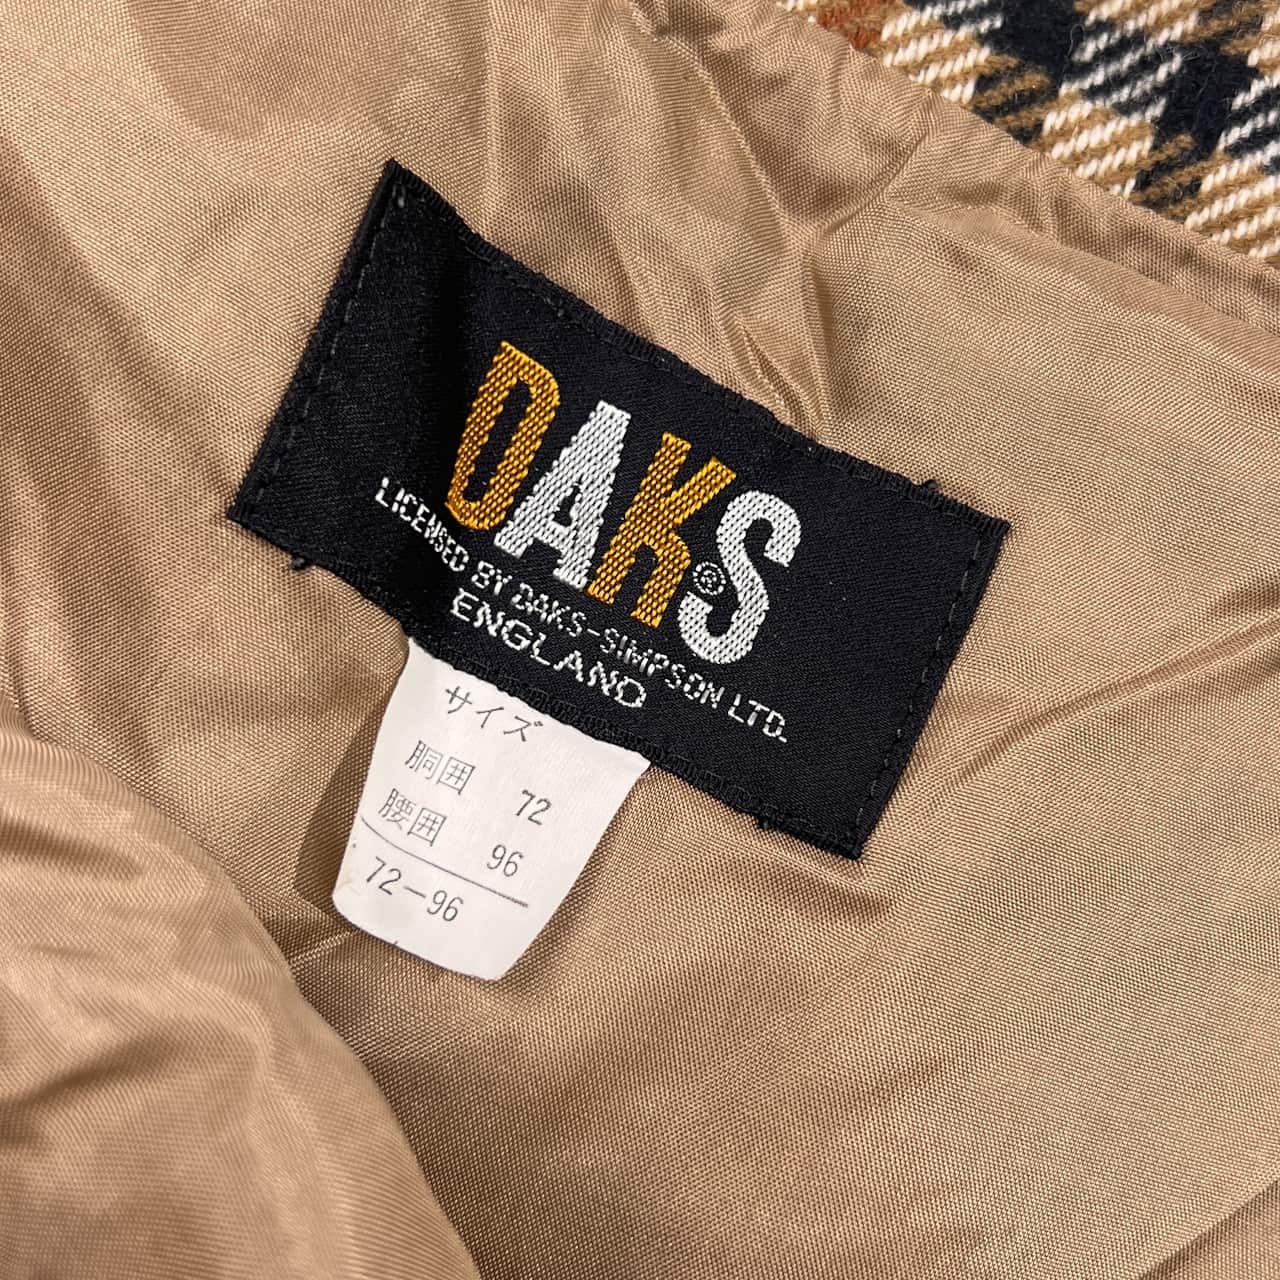 DAKS®
LICENSED BY DAKS-SIMPSON LTD.
ENGLAND
サイズ
胴囲 72
腰囲 96
72-96